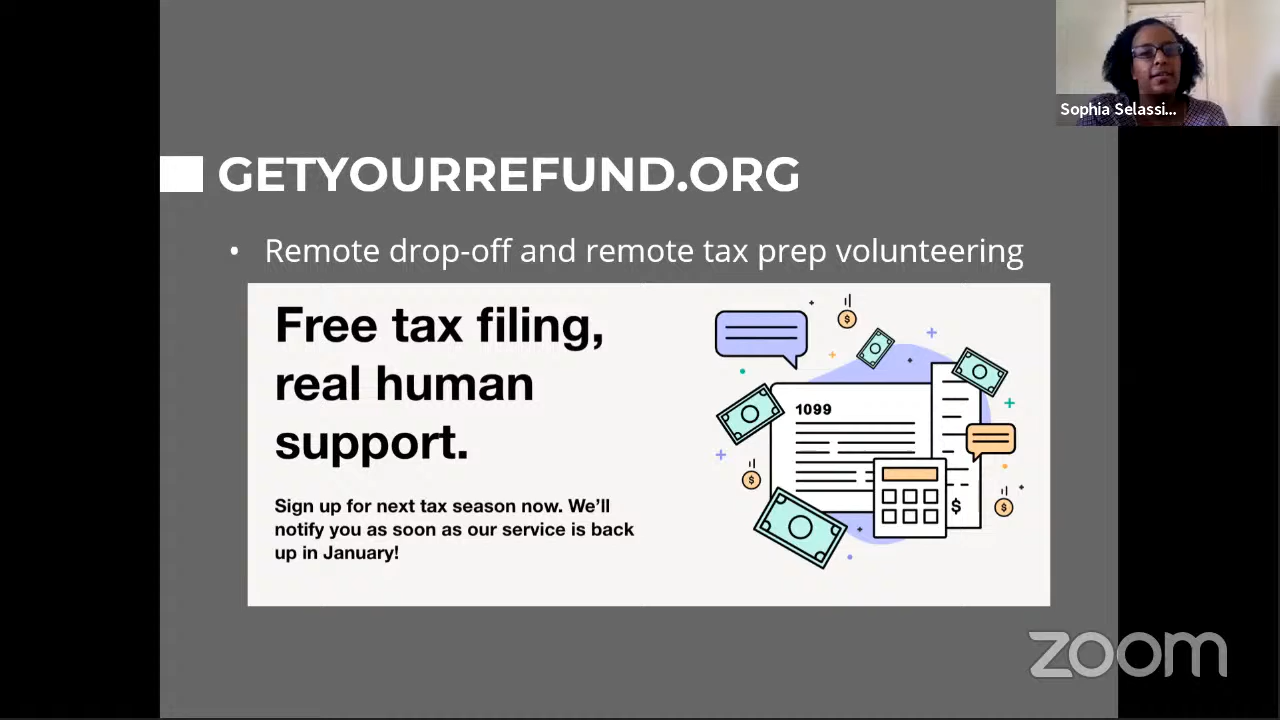 Sophia Selassi...
GETYOURREFUND.ORG
• Remote drop-off and remote tax prep volunteering
Free tax filing,
real human
support.
Sign up for next tax season now. We'll
notify you as soon as our service is back
up in January!
1099
$
$
$
$
$
zoom